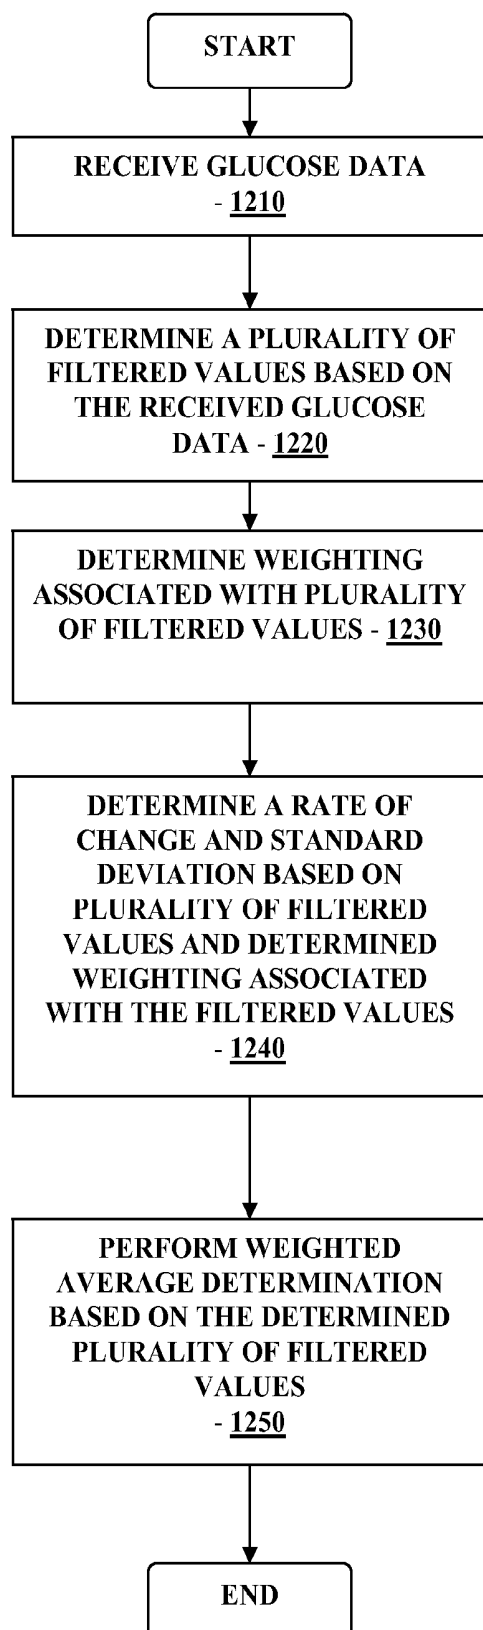 START
RECEIVE GLUCOSE DATA
- 1210
DETERMINE A PLURALITY OF
FILTERED VALUES BASED ON
THE RECEIVED GLUCOSE
DATA - 1220
DETERMINE WEIGHTING
ASSOCIATED WITH PLURALITY
OF FILTERED VALUES - 1230
DETERMINE A RATE OF
CHANGE AND STANDARD
DEVIATION BASED ON
PLURALITY OF FILTERED
VALUES AND DETERMINED
WEIGHTING ASSOCIATED
WITH THE FILTERED VALUES
- 1240
PERFORM WEIGHTED
AVERAGE DETERMINATION
BASED ON THE DETERMINED
PLURALITY OF FILTERED
VALUES
- 1250
END